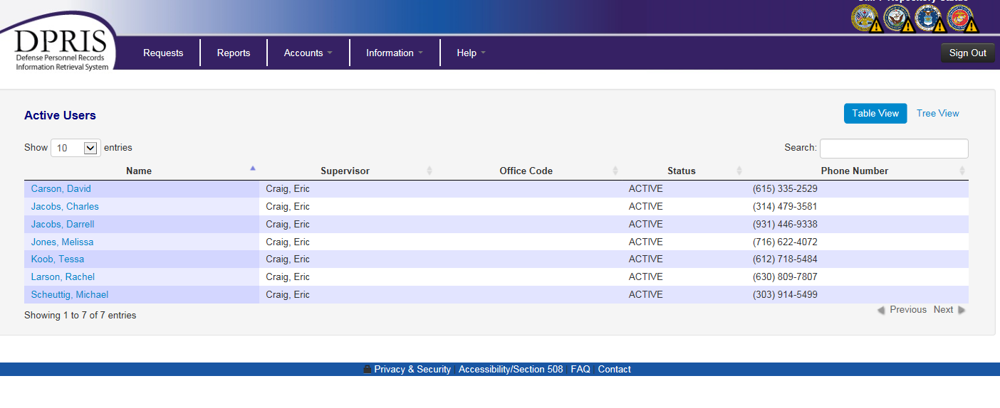 OMPF Repository Status
DPRIS
Defense Personnel Records
Information Retrieval System
Requests Reports Accounts Information Help Sign Out
Active Users Table View Tree View
Show 10 entries Search:
Name Supervisor Office Code Status Phone Number
Carson, David Craig, Eric ACTIVE (615) 335-2529
Jacobs, Charles Craig, Eric ACTIVE (314) 479-3581
Jacobs, Darrell Craig, Eric ACTIVE (931) 446-9338
Jones, Melissa Craig, Eric ACTIVE (716) 622-4072
Koob, Tessa Craig, Eric ACTIVE (612) 718-5484
Larson, Rachel Craig, Eric ACTIVE (630) 809-7807
Scheuttig, Michael Craig, Eric ACTIVE (303) 914-5499
Showing 1 to 7 of 7 entries Previous Next
Privacy & Security | Accessibility/Section 508 | FAQ | Contact